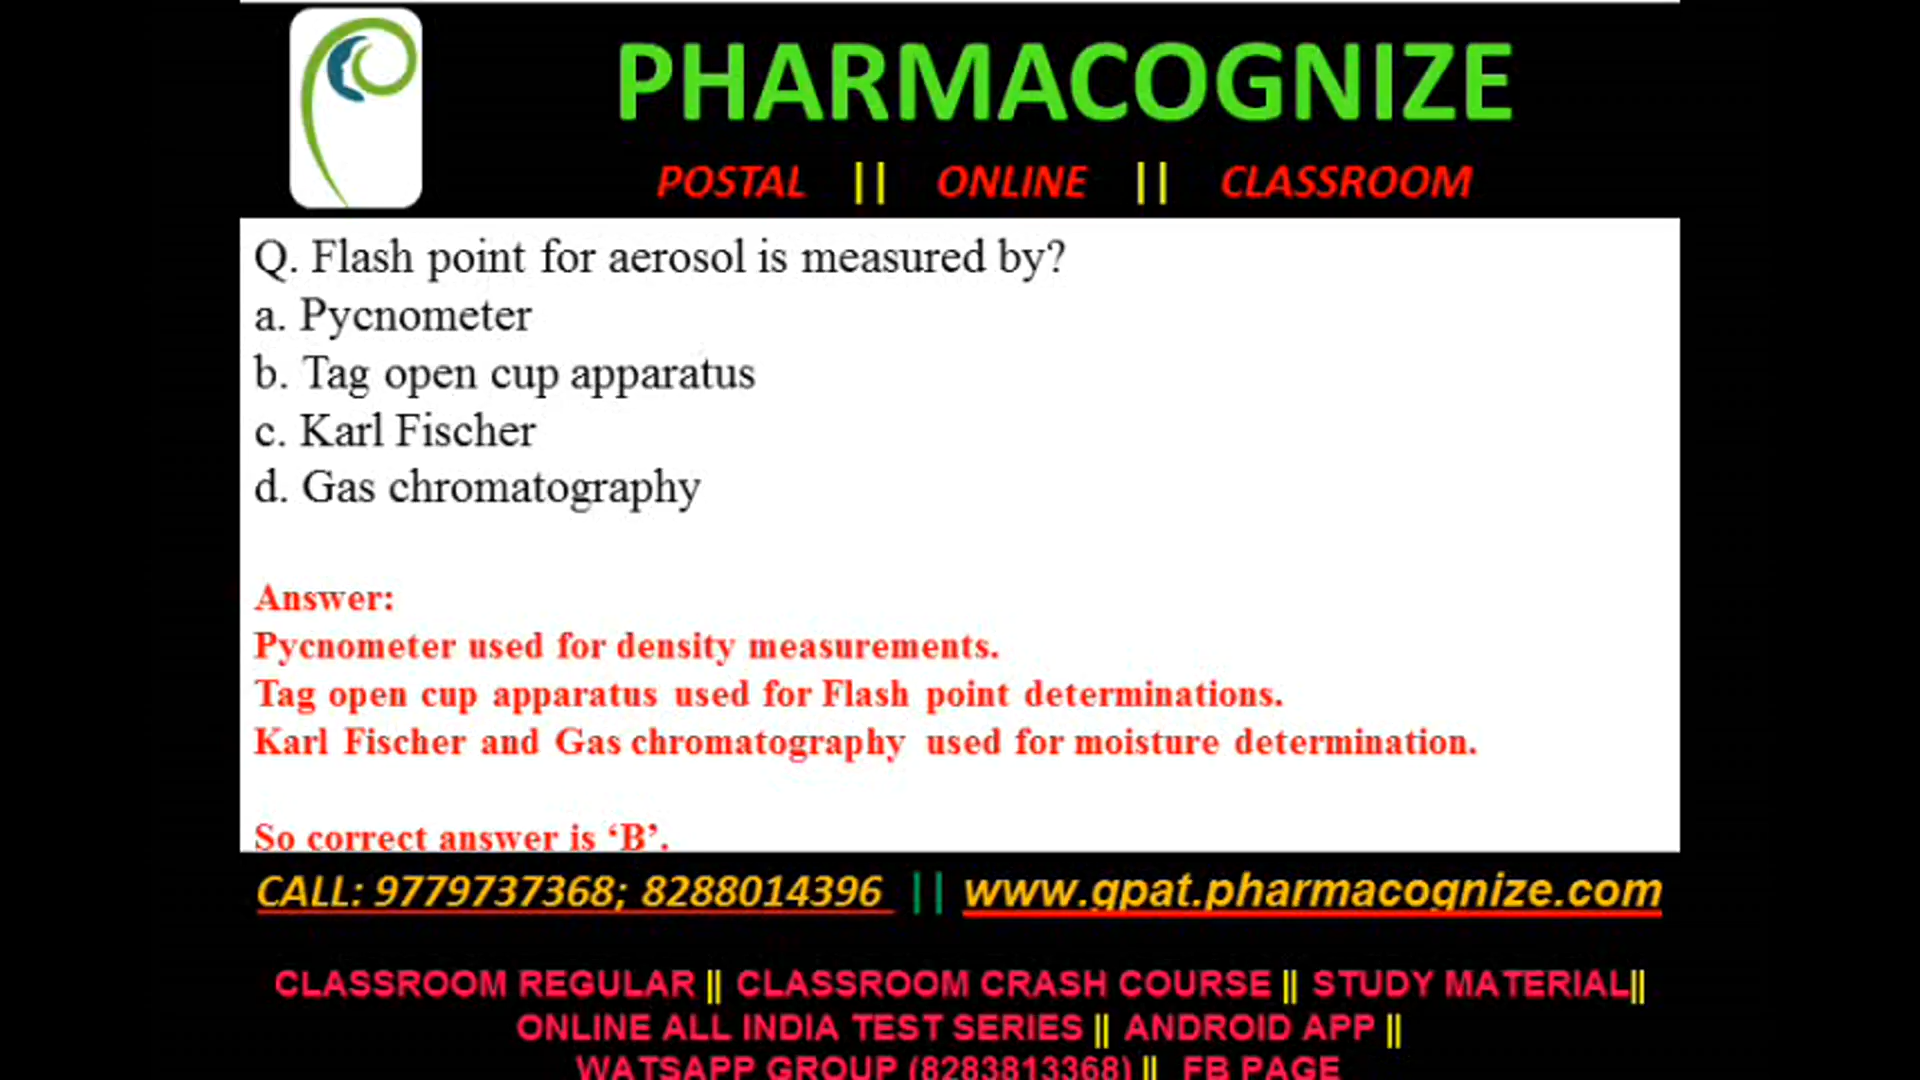 PHARMACOGNIZE
POSTAL || ONLINE || CLASSROOM
Q. Flash point for aerosol is measured by?
a. Pycnometer
b. Tag open cup apparatus
c. Karl Fischer
d. Gas chromatography
Answer:
Pycnometer used for density measurements.
Tag open cup apparatus used for Flash point determinations.
Karl Fischer and Gas chromatography used for moisture determination.
So correct answer is ‘B’.
CALL: 9779737368; 8288014396 || www.gpat.pharmacognize.com
CLASSROOM REGULAR || CLASSROOM CRASH COURSE || STUDY MATERIAL||
ONLINE ALL INDIA TEST SERIES || ANDROID APP ||
WATSAPP GROUP (8283813368) || FB PAGE